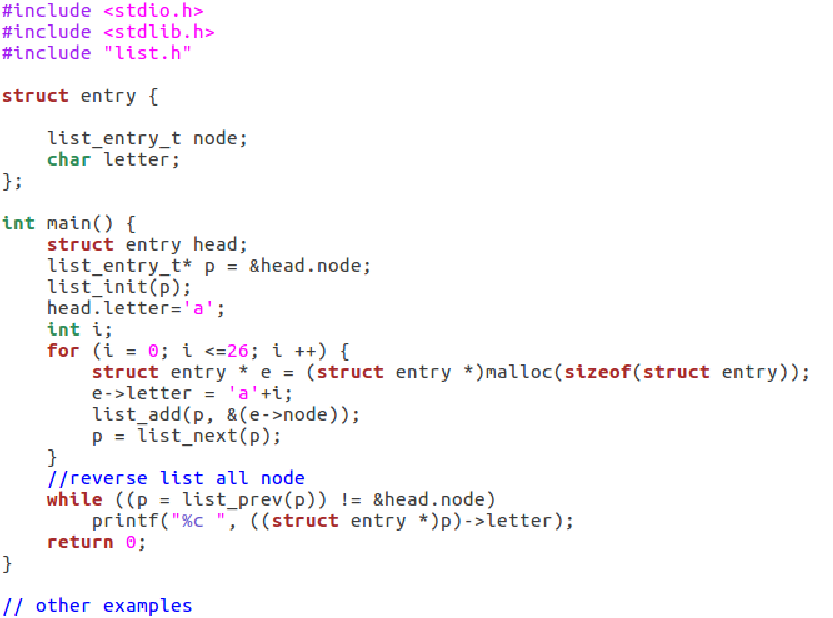 #include <stdio.h>
#include <stdlib.h>
#include "list.h"

struct entry {

    list_entry_t node;
    char letter;
};

int main() {
    struct entry head;
    list_entry_t* p = &head.node;
    list_init(p);
    head.letter='a';
    int i;
    for (i = 0; i <=26; i ++) {
        struct entry * e = (struct entry *)malloc(sizeof(struct entry));
        e->letter = 'a'+i;
        list_add(p, &(e->node));
        p = list_next(p);
    }
    //reverse list all node
    while ((p = list_prev(p)) != &head.node)
        printf("%c ", ((struct entry *)p)->letter);
    return 0;
}

// other examples